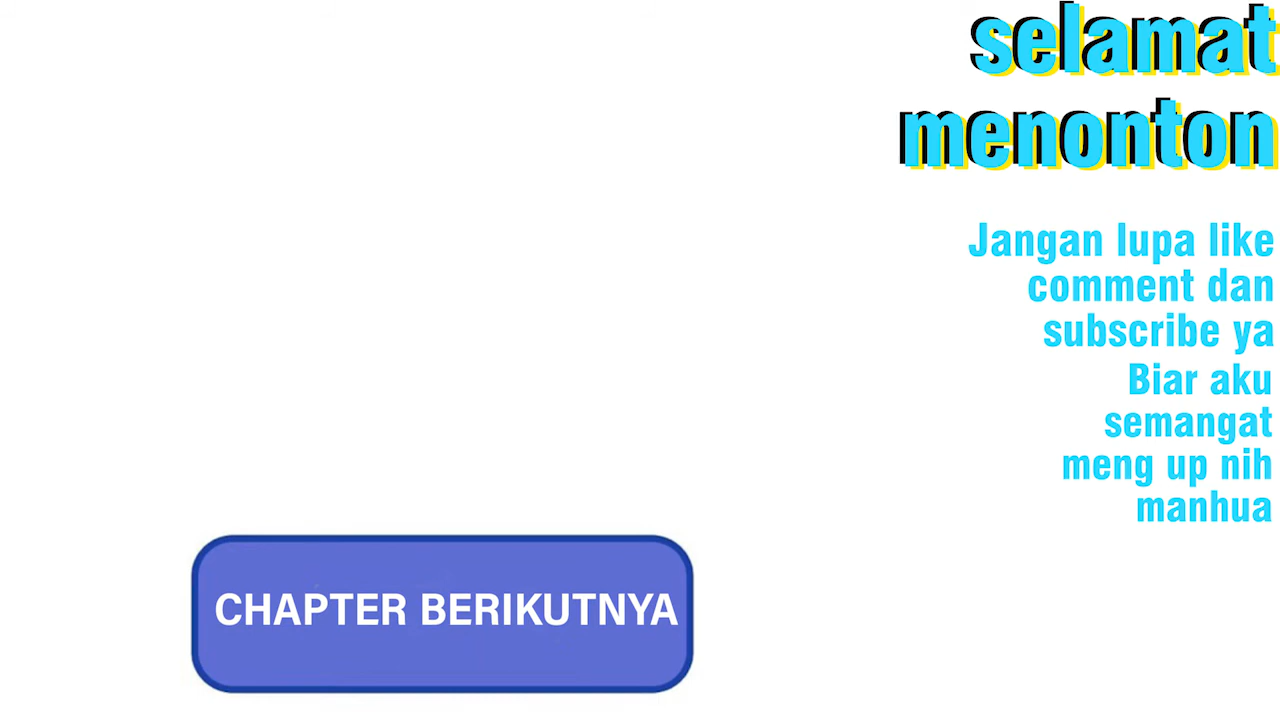 selamat
menonton
Jangan lupa like
comment dan
subscribe ya
Biar aku
semangat
meng up nih
manhua
CHAPTER BERIKUTNYA